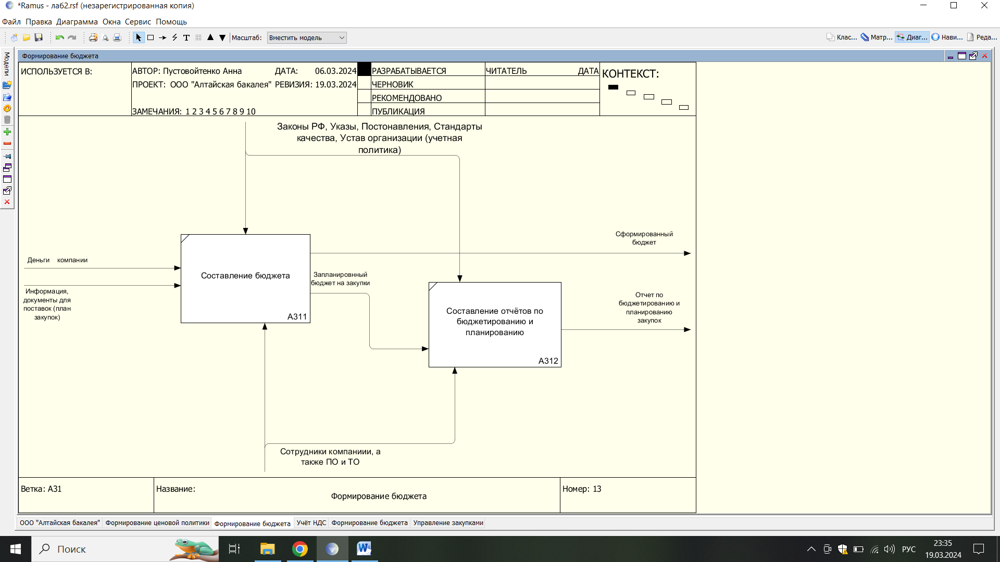 *Ramus - лаб2.rsf (незарегистрированная копия)
Файл Правка Диаграмма Окна Сервис Помощь
Масштаб: Вместить модель
Клас... Матр... Диаг... Нави... Реда...
Модели
Формирование бюджета
ИСПОЛЬЗУЕТСЯ В:
АВТОР: Пустовойтенко Анна ДАТА: 06.03.2024
ПРОЕКТ: ООО "Алтайская бакалея" РЕВИЗИЯ: 19.03.2024
ЗАМЕЧАНИЯ: 1 2 3 4 5 6 7 8 9 10
РАЗРАБАТЫВАЕТСЯ
ЧЕРНОВИК
РЕКОМЕНДОВАНО
ПУБЛИКАЦИЯ
ЧИТАТЕЛЬ ДАТА
КОНТЕКСТ:
Законы РФ, Указы, Постонавления, Стандарты
качества, Устав организации (учетная
политика)
Сформированный
бюджет
Деньги компании
Составление бюджета
A311
Запланировнный
бюджет на закупки
Информация,
документы для
поставок (план
закупок)
Составление отчётов по
бюджетированию и
планированию
A312
Отчет по
бюджетированию и
планированию
закупок
Сотрудники компаниии, а
также ПО и ТО
Ветка: A31
Название:
Формирование бюджета
Номер: 13
ООО "Алтайская бакалея" Формирование ценовой политики Формирование бюджета Учёт НДС Формирование бюджета Управление закупками
Поиск
РУС
23:35
19.03.2024